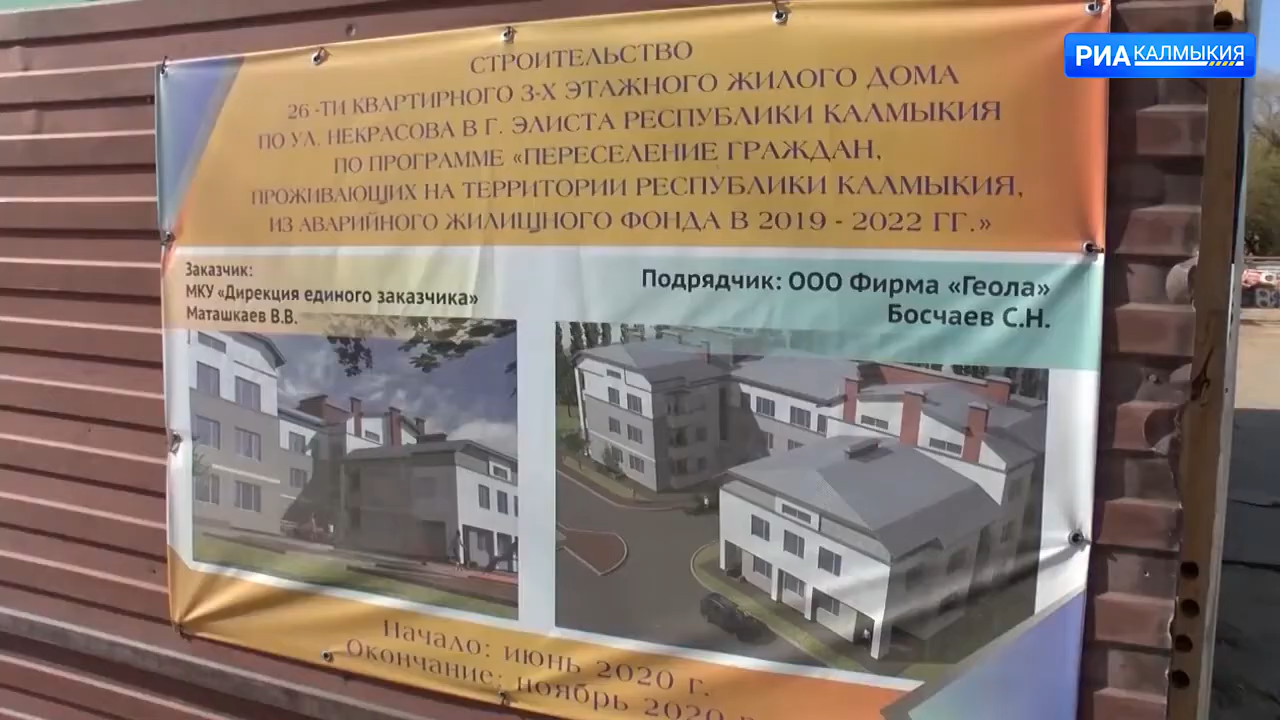 РИА КАЛМЫКИЯ
СТРОИТЕЛЬСТВО
26 -ТИ КВАРТИРНОГО 3-Х ЭТАЖНОГО ЖИЛОГО ДОМА
ПО УЛ. НЕКРАСОВА В Г. ЭЛИСТА РЕСПУБЛИКИ КАЛМЫКИЯ
ПО ПРОГРАММЕ «ПЕРЕСЕЛЕНИЕ ГРАЖДАН,
ПРОЖИВАЮЩИХ НА ТЕРРИТОРИИ РЕСПУБЛИКИ КАЛМЫКИЯ,
ИЗ АВАРИЙНОГО ЖИЛИЩНОГО ФОНДА В 2019 - 2022 ГГ.»
Заказчик:
МКУ «Дирекция единого заказчика»
Маташкаев В.В.
Подрядчик: ООО Фирма «Геола»
Босчаев С.Н.
Начало: июнь 2020 г.
Окончание: ноябрь 2020 г